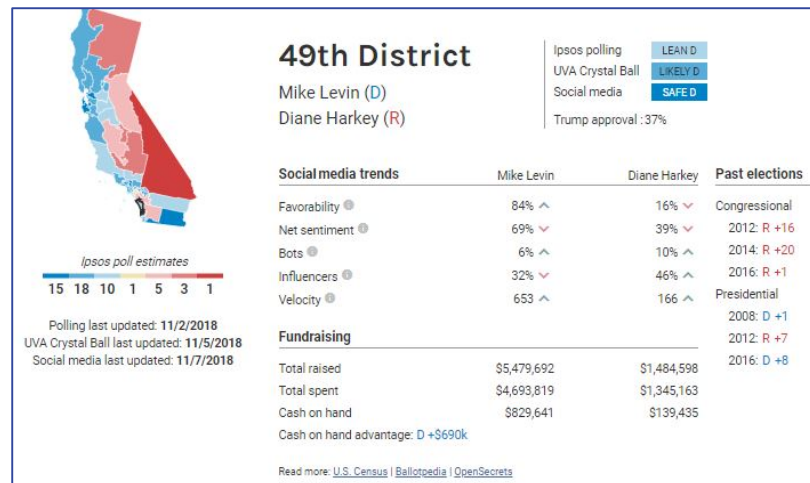 49th District
Mike Levin (D)
Diane Harkey (R)
Ipsos polling LEAN D
UVA Crystal Ball LIKELY D
Social media SAFE D
Trump approval :37%
Ipsos poll estimates
15 18 10 1 5 3 1
Polling last updated: 11/2/2018
UVA Crystal Ball last updated: 11/5/2018
Social media last updated: 11/7/2018
Social media trends Mike Levin Diane Harkey
Favorability 84% 16%
Net sentiment 69% 39%
Bots 6% 10%
Influencers 32% 46%
Velocity 653 166
Fundraising
Total raised $5,479,692 $1,484,598
Total spent $4,693,819 $1,345,163
Cash on hand $829,641 $139,435
Cash on hand advantage: D +$690k
Read more: U.S. Census | Ballotpedia | OpenSecrets
Past elections
Congressional
2012: R +16
2014: R +20
2016: R +1
Presidential
2008: D +1
2012: R +7
2016: D +8